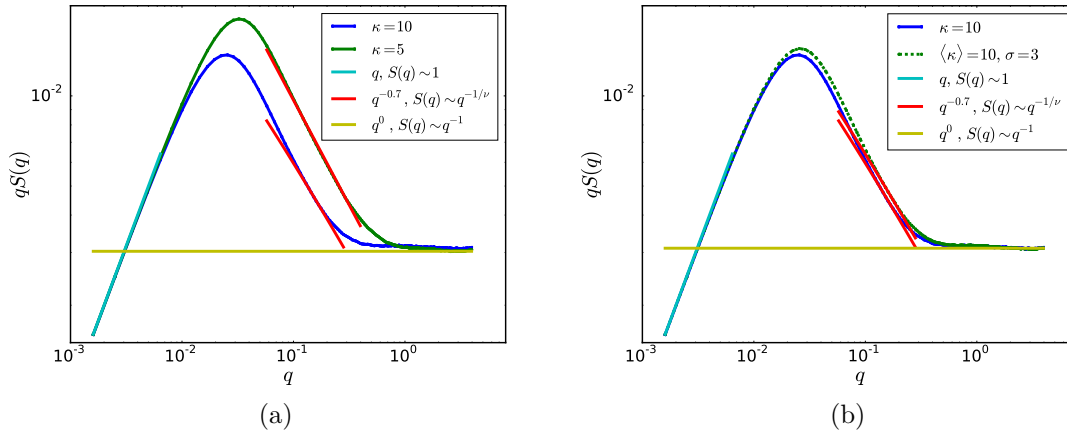 κ=10
κ=5
q, S(q)∼1
q^{-0.7}, S(q)∼q^{-1/ν}
q^0 , S(q)∼q^{-1}
10^{-2}
qS(q)
10^{-3}
10^{-2}
10^{-1}
10^0
q
(a)
κ=10
⟨κ⟩=10, σ=3
q, S(q)∼1
q^{-0.7}, S(q)∼q^{-1/ν}
q^0 , S(q)∼q^{-1}
10^{-2}
qS(q)
10^{-3}
10^{-2}
10^{-1}
10^0
q
(b)